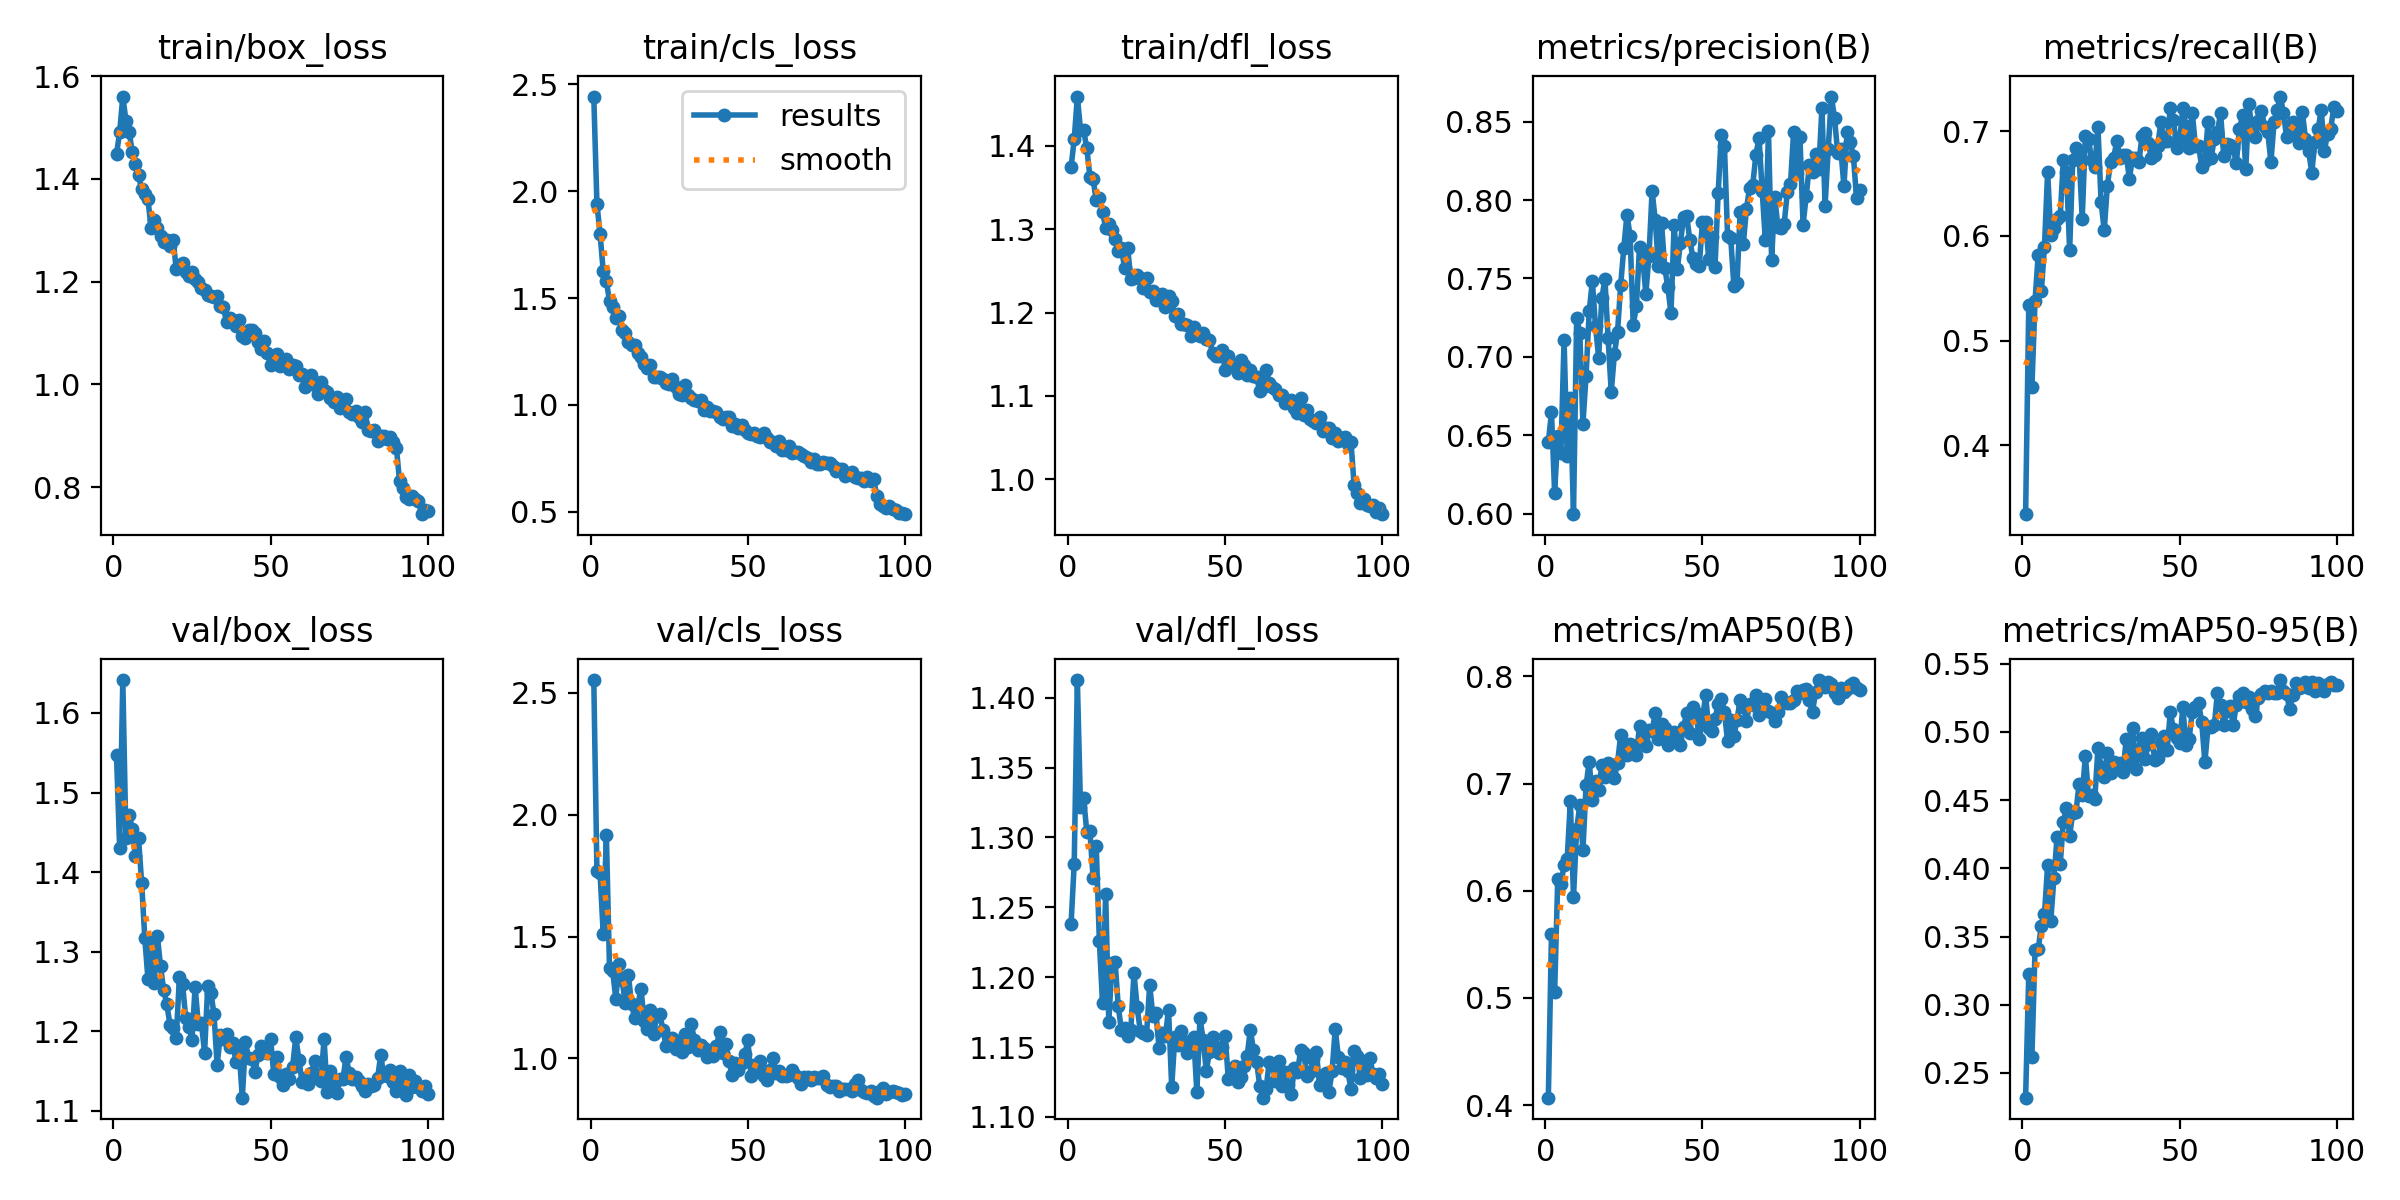 train/box_loss
1.6
1.4
1.2
1.0
0.8
0 50 100
train/cls_loss
results
smooth
2.5
2.0
1.5
1.0
0.5
0 50 100
train/dfl_loss
1.4
1.3
1.2
1.1
1.0
0 50 100
metrics/precision(B)
0.85
0.80
0.75
0.70
0.65
0.60
0 50 100
metrics/recall(B)
0.7
0.6
0.5
0.4
0 50 100
val/box_loss
1.6
1.5
1.4
1.3
1.2
1.1
0 50 100
val/cls_loss
2.5
2.0
1.5
1.0
0 50 100
val/dfl_loss
1.40
1.35
1.30
1.25
1.20
1.15
1.10
0 50 100
metrics/mAP50(B)
0.8
0.7
0.6
0.5
0.4
0 50 100
metrics/mAP50-95(B)
0.55
0.50
0.45
0.40
0.35
0.30
0.25
0 50 100